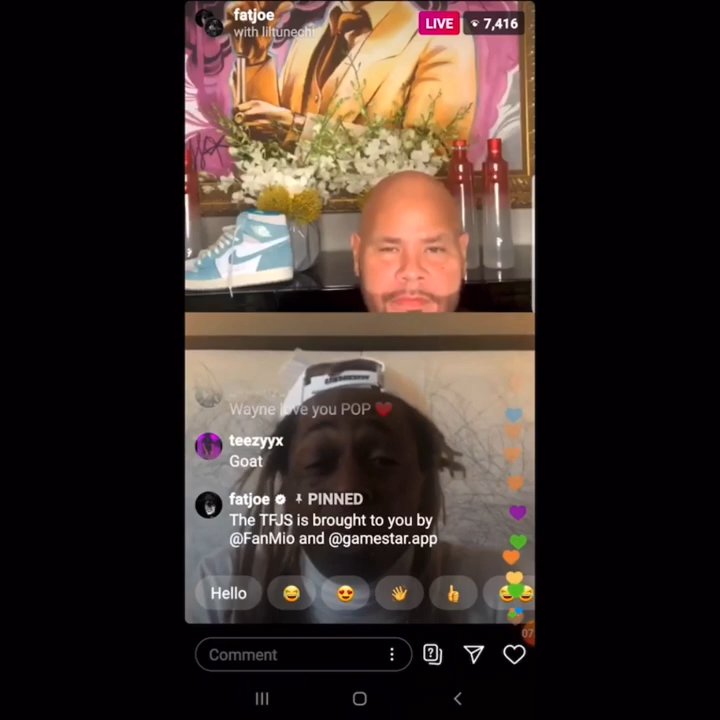 fatjoe
with liltunechi
LIVE
7,416
Wayne love you POP ❤️
teezyyx
Goat
fatjoe PINNED
The TFJS is brought to you by
@FanMio and @gamestar.app
Hello
07
Comment